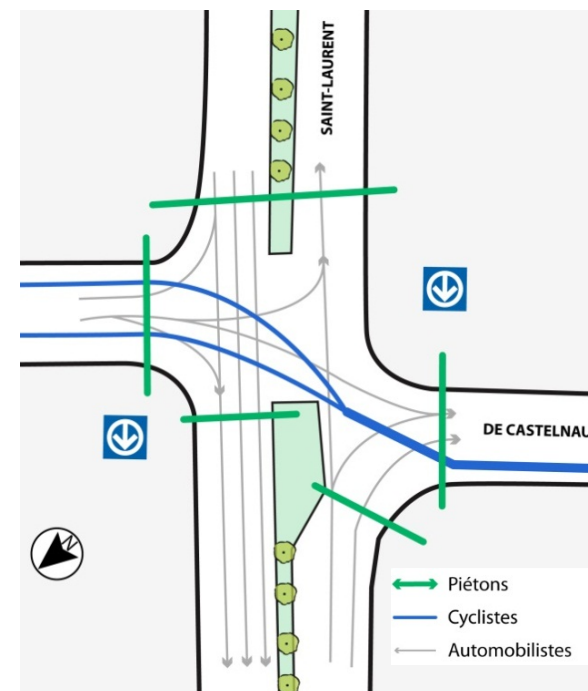 SAINT-LAURENT
DE CASTELNAU
N
Piétons
Cyclistes
Automobilistes